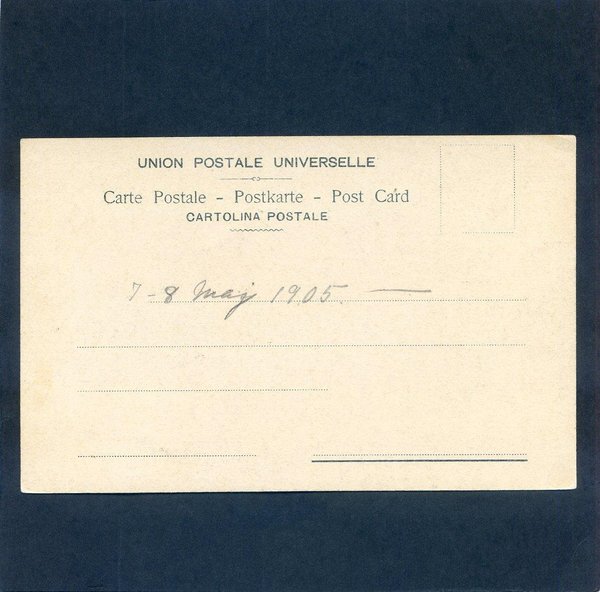 UNION POSTALE UNIVERSELLE
Carte Postale - Postkarte - Post Card
CARTOLINA POSTALE
7-8 Maj 1905. —